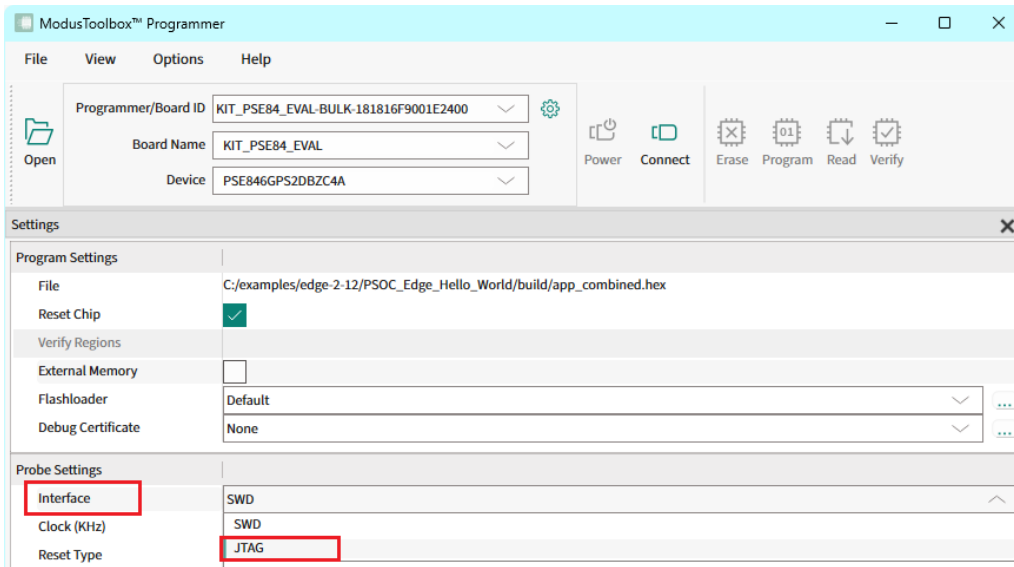 ModusToolbox™ Programmer
File View Options Help
Open
Programmer/Board ID KIT_PSE84_EVAL-BULK-181816F9001E2400
Board Name KIT_PSE84_EVAL
Device PSE846GPS2DBZC4A
Power Connect Erase Program Read Verify
01
Settings
Program Settings
File C:/examples/edge-2-12/PSOC_Edge_Hello_World/build/app_combined.hex
Reset Chip
Verify Regions
External Memory
Flashloader Default ...
Debug Certificate None ...
Probe Settings
Interface SWD
Clock (KHz) SWD
Reset Type JTAG